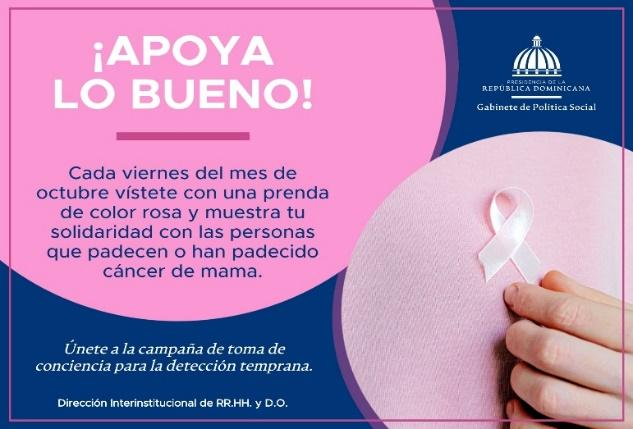 ¡APOYA
LO BUENO!
Cada viernes del mes de
octubre vístete con una prenda
de color rosa y muestra tu
solidaridad con las personas
que padecen o han padecido
cáncer de mama.
Únete a la campaña de toma de
conciencia para la detección temprana.
Dirección Interinstitucional de RR.HH. y D.O.
PRESIDENCIA DE LA
REPÚBLICA DOMINICANA
Gabinete de Política Social